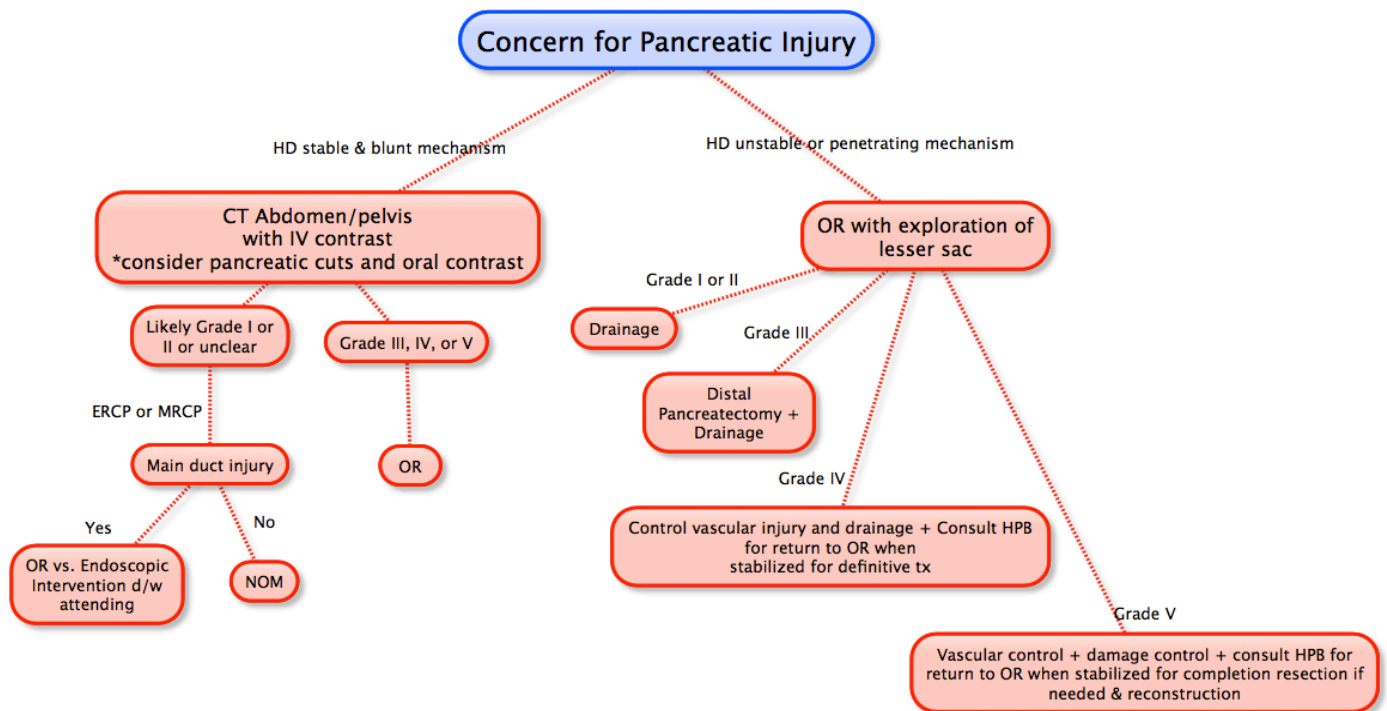 Concern for Pancreatic Injury
HD stable & blunt mechanism
HD unstable or penetrating mechanism
CT Abdomen/pelvis
with IV contrast
*consider pancreatic cuts and oral contrast
OR with exploration of
lesser sac
Likely Grade I or
II or unclear
Grade III, IV, or V
Grade I or II
Drainage
Grade III
Distal
Pancreatectomy +
Drainage
ERCP or MRCP
Main duct injury
OR
Grade IV
Control vascular injury and drainage + Consult HPB
for return to OR when
stabilized for definitive tx
Yes
No
OR vs. Endoscopic
Intervention d/w
attending
NOM
Grade V
Vascular control + damage control + consult HPB for
return to OR when stabilized for completion resection if
needed & reconstruction